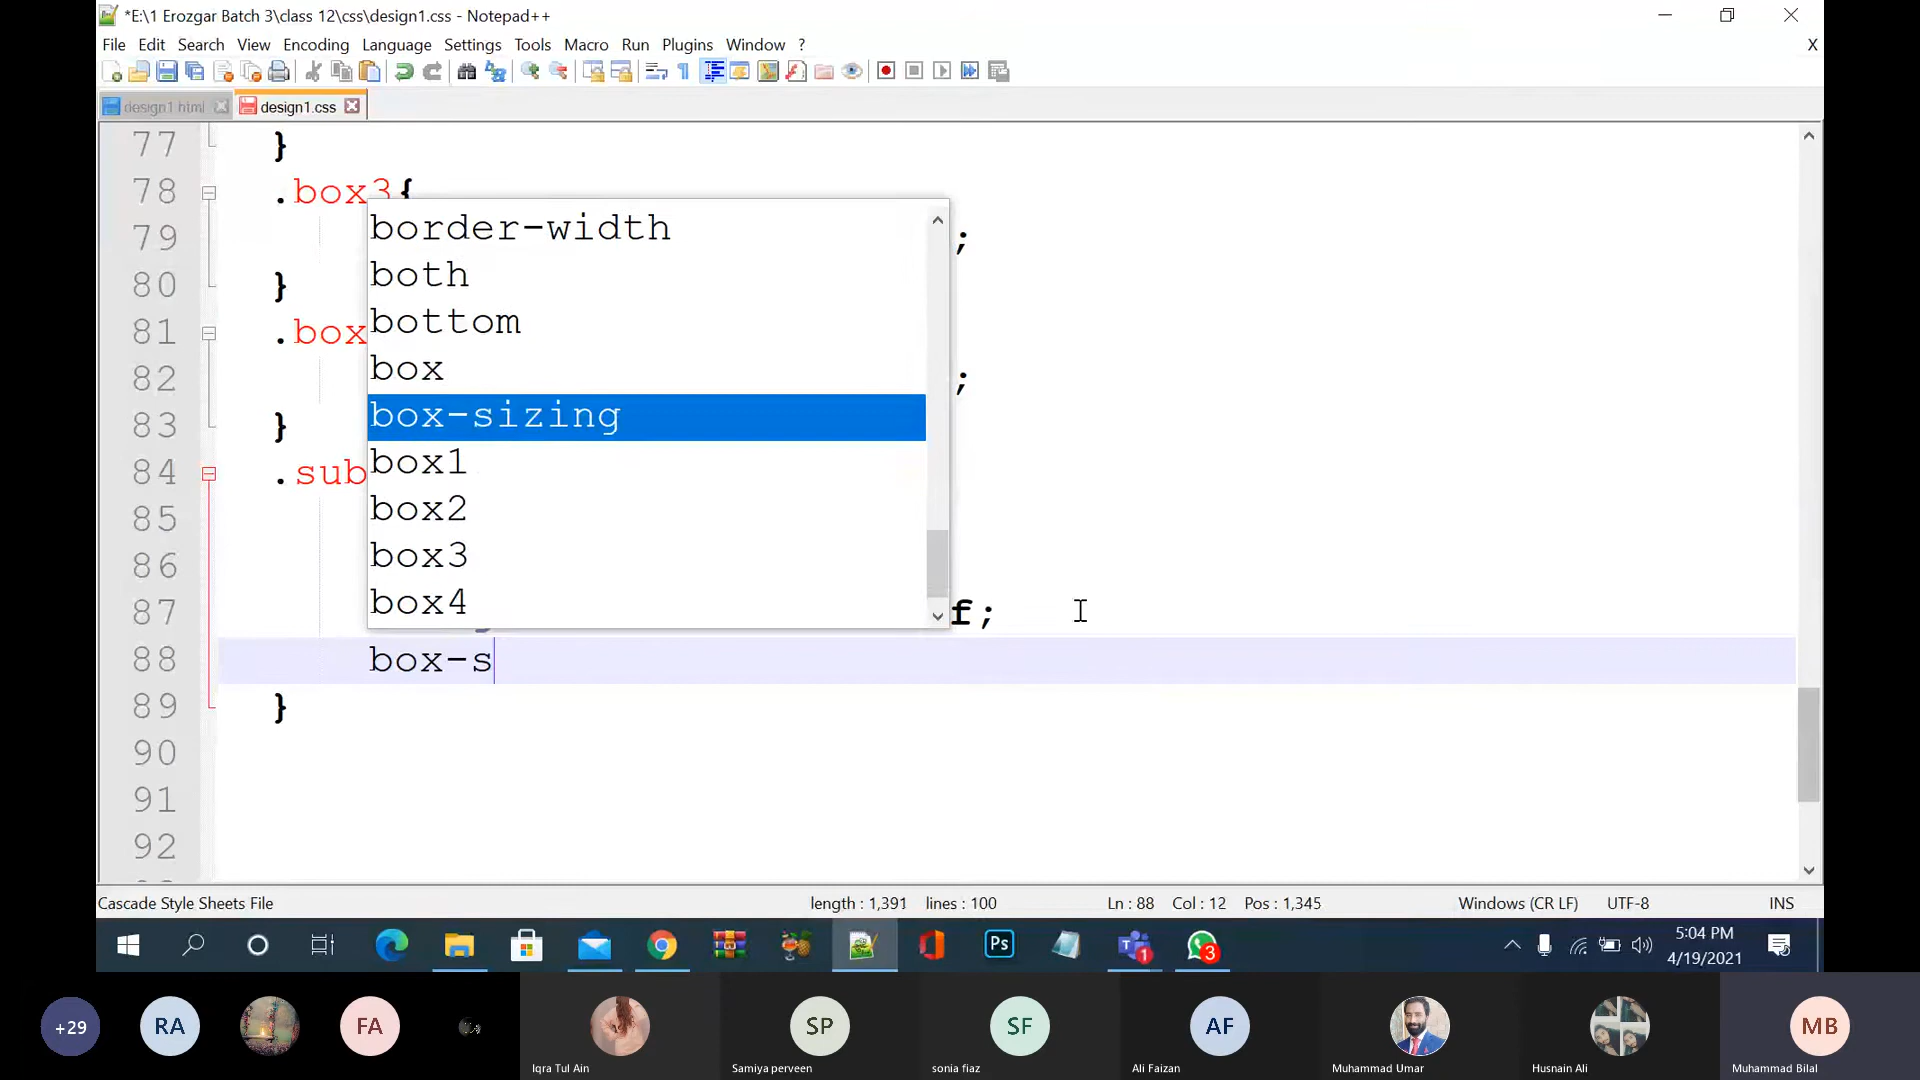 *E:\1 Erozgar Batch 3\class 12\css\design1.css - Notepad++
File Edit Search View Encoding Language Settings Tools Macro Run Plugins Window ? X
design1.html design1.css
77 }
78 .box3{
79 ;
80 }
81 .box
82 ;
83 }
84 .sub
85
86
87 f;
88 box-s
89 }
90
91
92
border-width
both
bottom
box
box-sizing
box1
box2
box3
box4
Cascade Style Sheets File length : 1,391 lines : 100 Ln : 88 Col : 12 Pos : 1,345 Windows (CR LF) UTF-8 INS
Ps 1 3 5:04 PM
4/19/2021
+29 RA FA SP SF AF MB
Iqra Tul Ain Samiya perveen sonia fiaz Ali Faizan Muhammad Umar Husnain Ali Muhammad Bilal